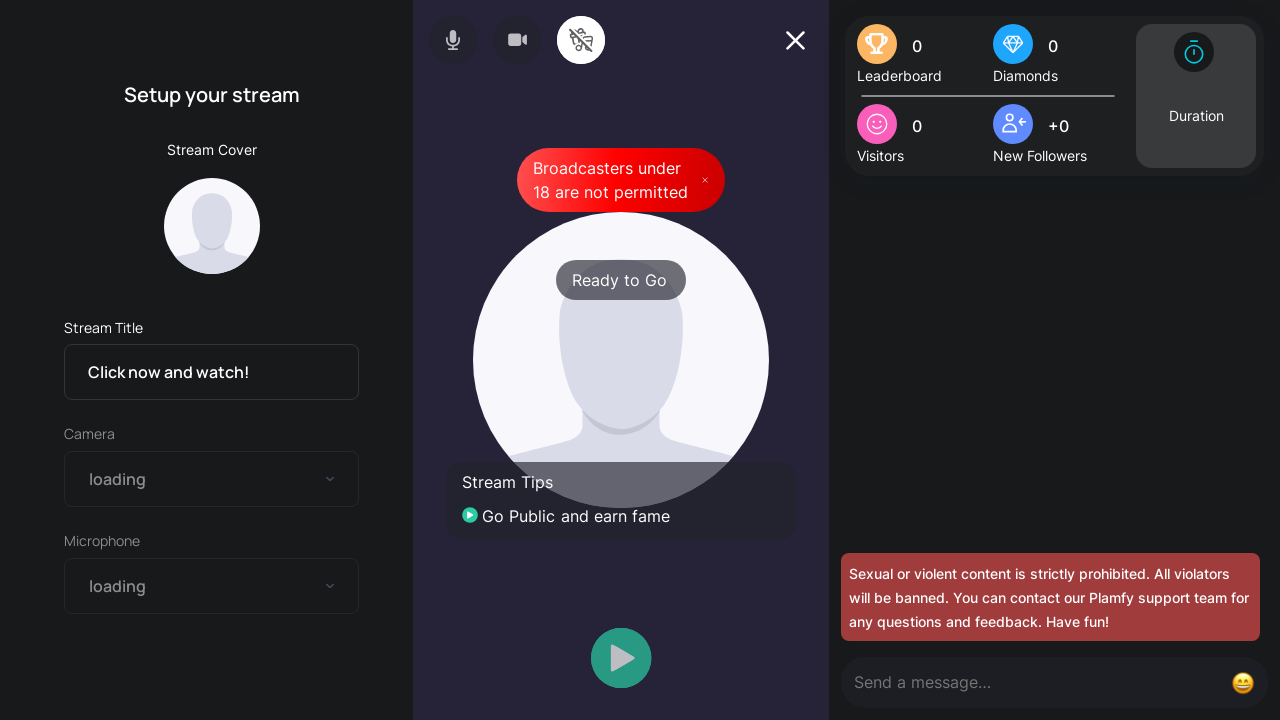 Setup your stream
Stream Cover
Stream Title
Click now and watch!
Camera
loading
Microphone
loading
Broadcasters under
18 are not permitted
Ready to Go
Stream Tips
Go Public and earn fame
0
Leaderboard
0
Diamonds
0
Visitors
+0
New Followers
Duration
Sexual or violent content is strictly prohibited. All violators
will be banned. You can contact our Plamfy support team for
any questions and feedback. Have fun!
Send a message...